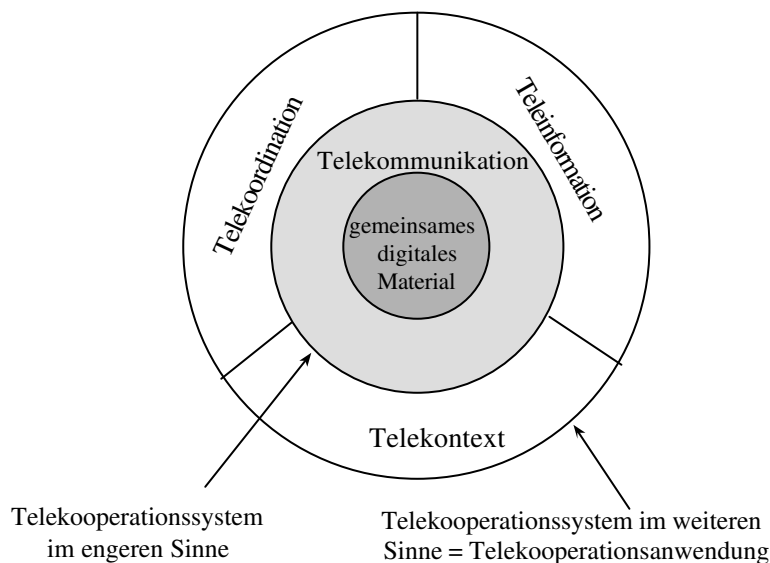 Telekoordination
Teleinformation
Telekommunikation
gemeinsames
digitales
Material
Telekontext
Telekooperationssystem
im engeren Sinne
Telekooperationssystem im weiteren
Sinne = Telekooperationsanwendung